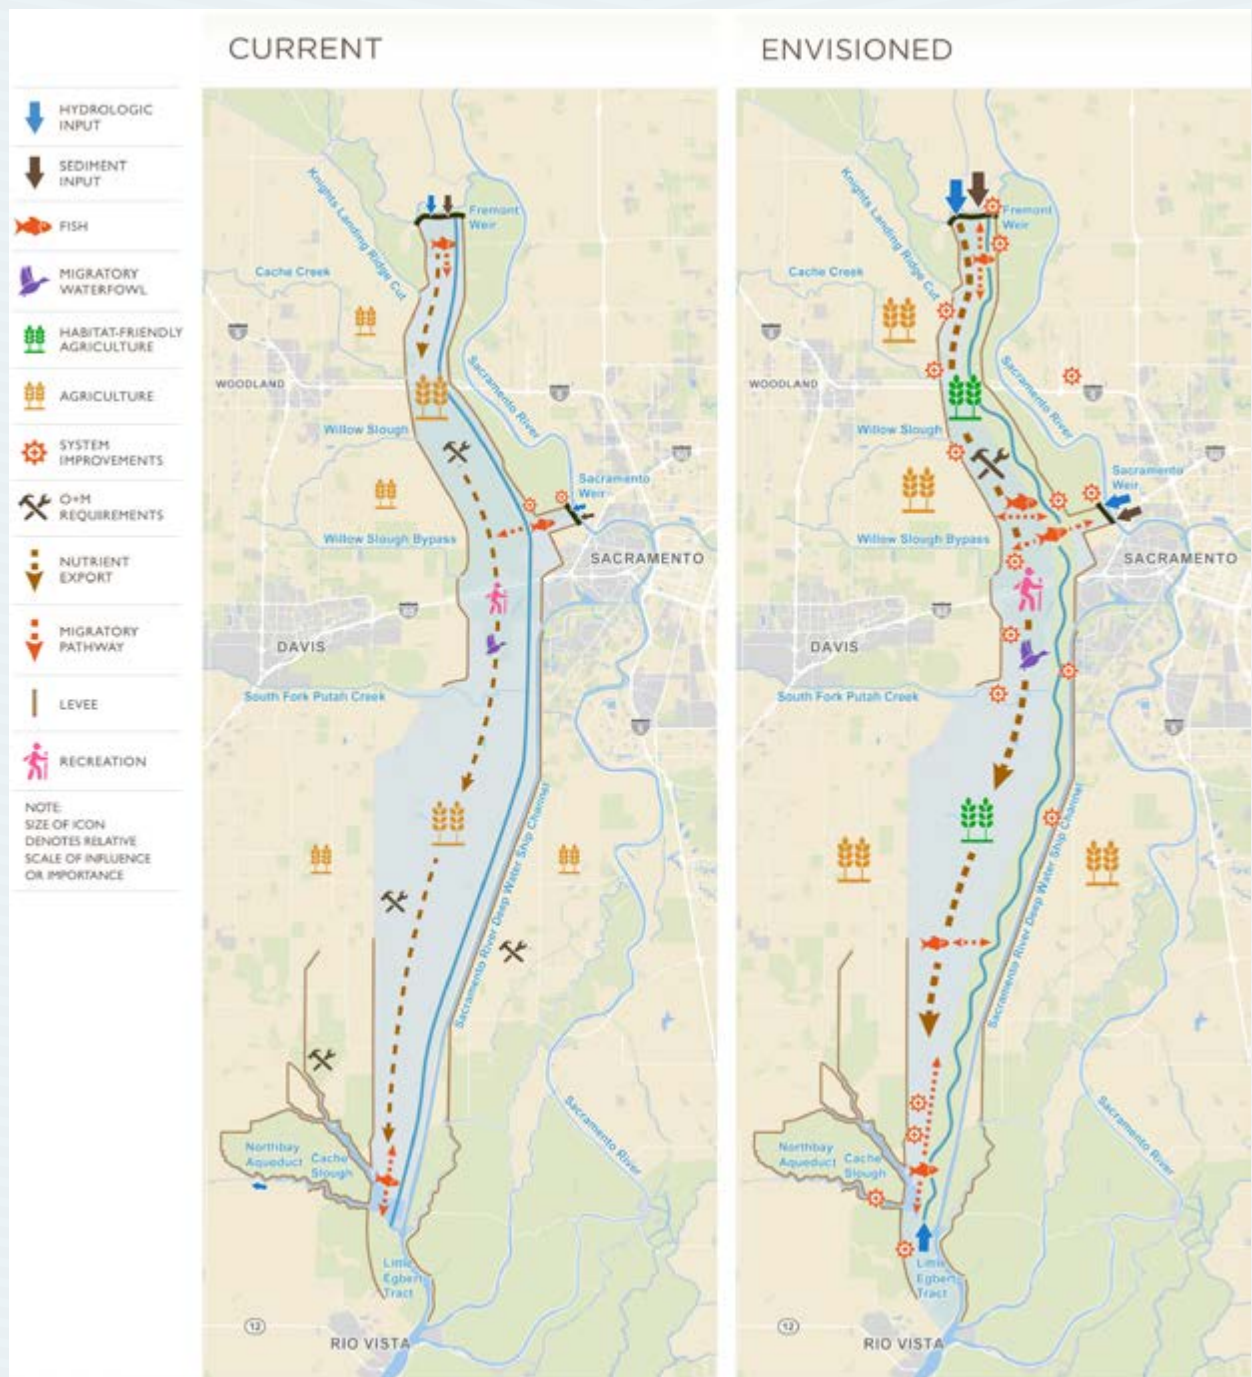 CURRENT
ENVISIONED
HYDROLOGIC
INPUT
SEDIMENT
INPUT
FISH
MIGRATORY
WATERFOWL
HABITAT-FRIENDLY
AGRICULTURE
AGRICULTURE
SYSTEM
IMPROVEMENTS
O+M
REQUIREMENTS
NUTRIENT
EXPORT
MIGRATORY
PATHWAY
LEVEE
RECREATION
NOTE:
SIZE OF ICON
DENOTES RELATIVE
SCALE OF INFLUENCE
OR IMPORTANCE
Knights Landing Ridge Cut
Fremont
Weir
Cache Creek
WOODLAND
Sacramento River
Willow Slough
Sacramento
Weir
Willow Slough Bypass
SACRAMENTO
DAVIS
South Fork Putah Creek
Sacramento River Deep Water Ship Channel
Sacramento River
Northbay
Aqueduct
Cache
Slough
Little
Egbert
Tract
12
RIO VISTA
Knights Landing Ridge Cut
Fremont
Weir
Cache Creek
WOODLAND
Sacramento River
Willow Slough
Sacramento
Weir
Willow Slough Bypass
SACRAMENTO
DAVIS
South Fork Putah Creek
Sacramento River Deep Water Ship Channel
Sacramento River
Northbay
Aqueduct
Cache
Slough
Little
Egbert
Tract
12
RIO VISTA